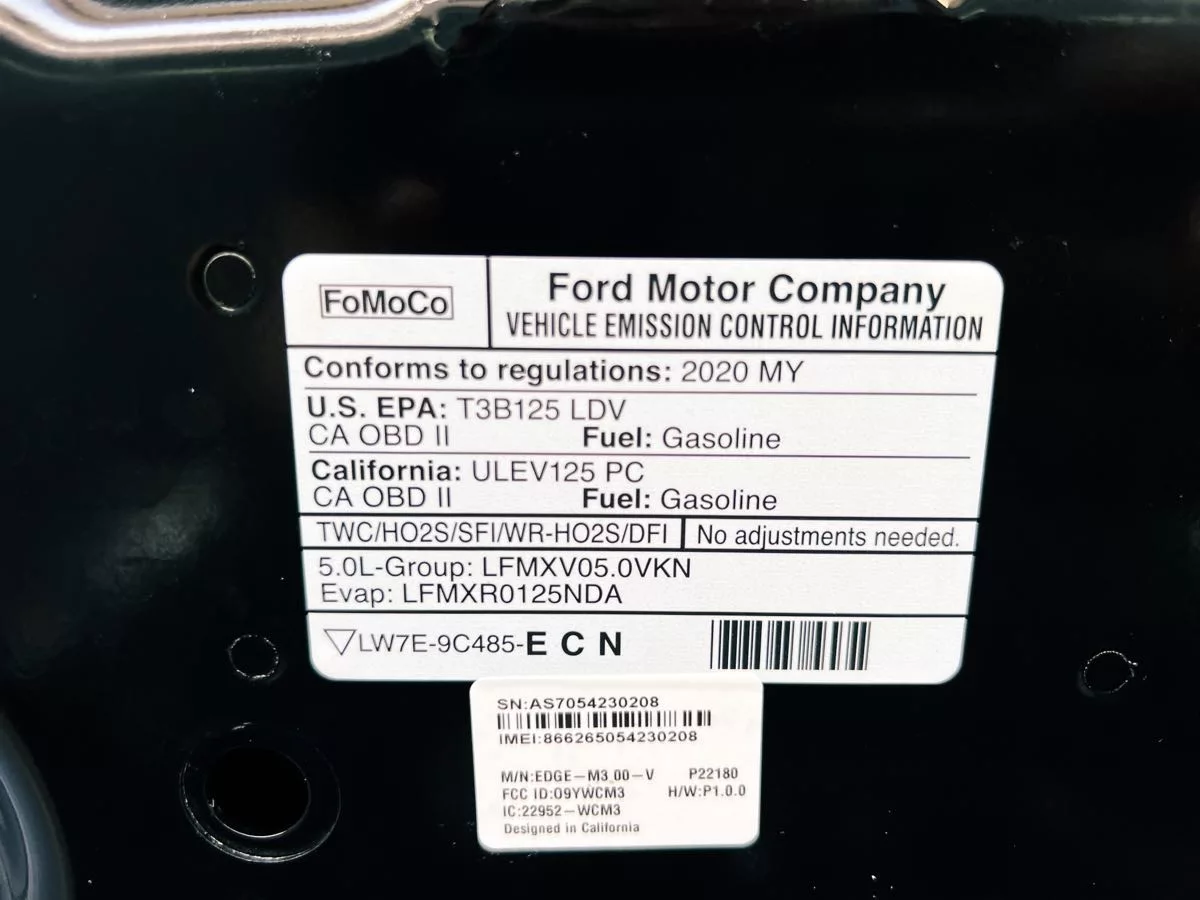 FoMoCo
Ford Motor Company
VEHICLE EMISSION CONTROL INFORMATION
Conforms to regulations: 2020 MY
U.S. EPA: T3B125 LDV
CA OBD II Fuel: Gasoline
California: ULEV125 PC
CA OBD II Fuel: Gasoline
TWC/HO2S/SFI/WR-HO2S/DFI No adjustments needed.
5.0L-Group: LFMXV05.0VKN
Evap: LFMXR0125NDA
▽LW7E-9C485-E C N
SN:AS7054230208
IMEI:866265054230208
M/N:EDGE-M3.00-V P22180
FCC ID:O9YWCM3 H/W:P1.0.0
IC:22952-WCM3
Designed in California